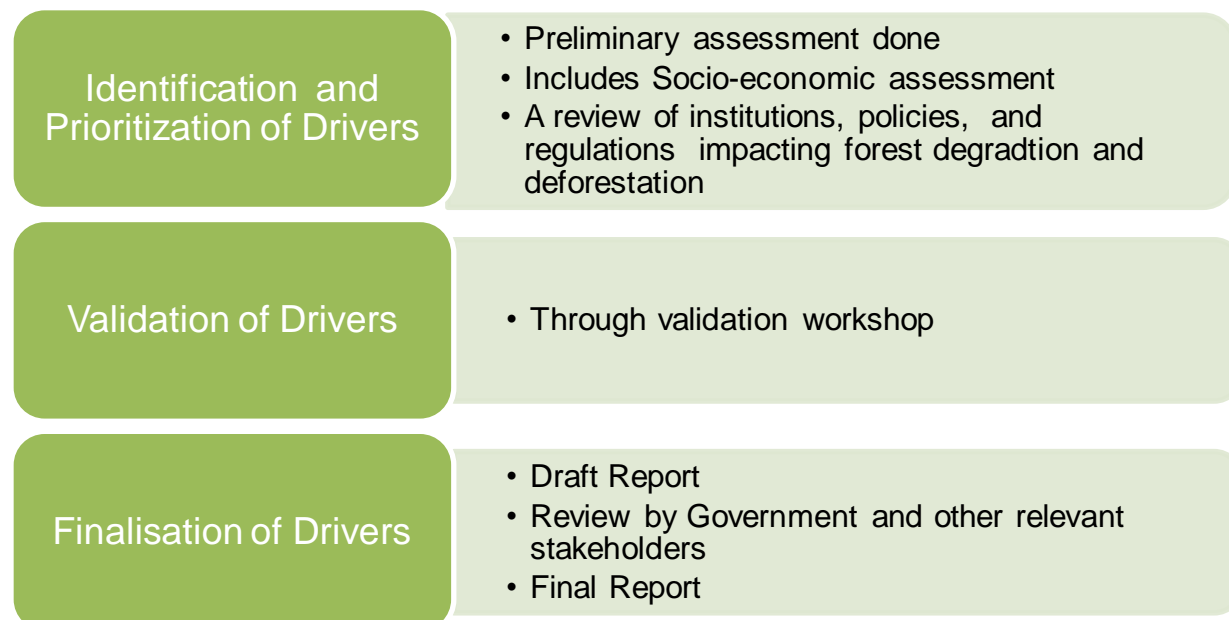 Identification and
Prioritization of Drivers
• Preliminary assessment done
• Includes Socio-economic assessment
• A review of institutions, policies, and
regulations impacting forest degradtion and
deforestation
Validation of Drivers
• Through validation workshop
Finalisation of Drivers
• Draft Report
• Review by Government and other relevant
stakeholders
• Final Report